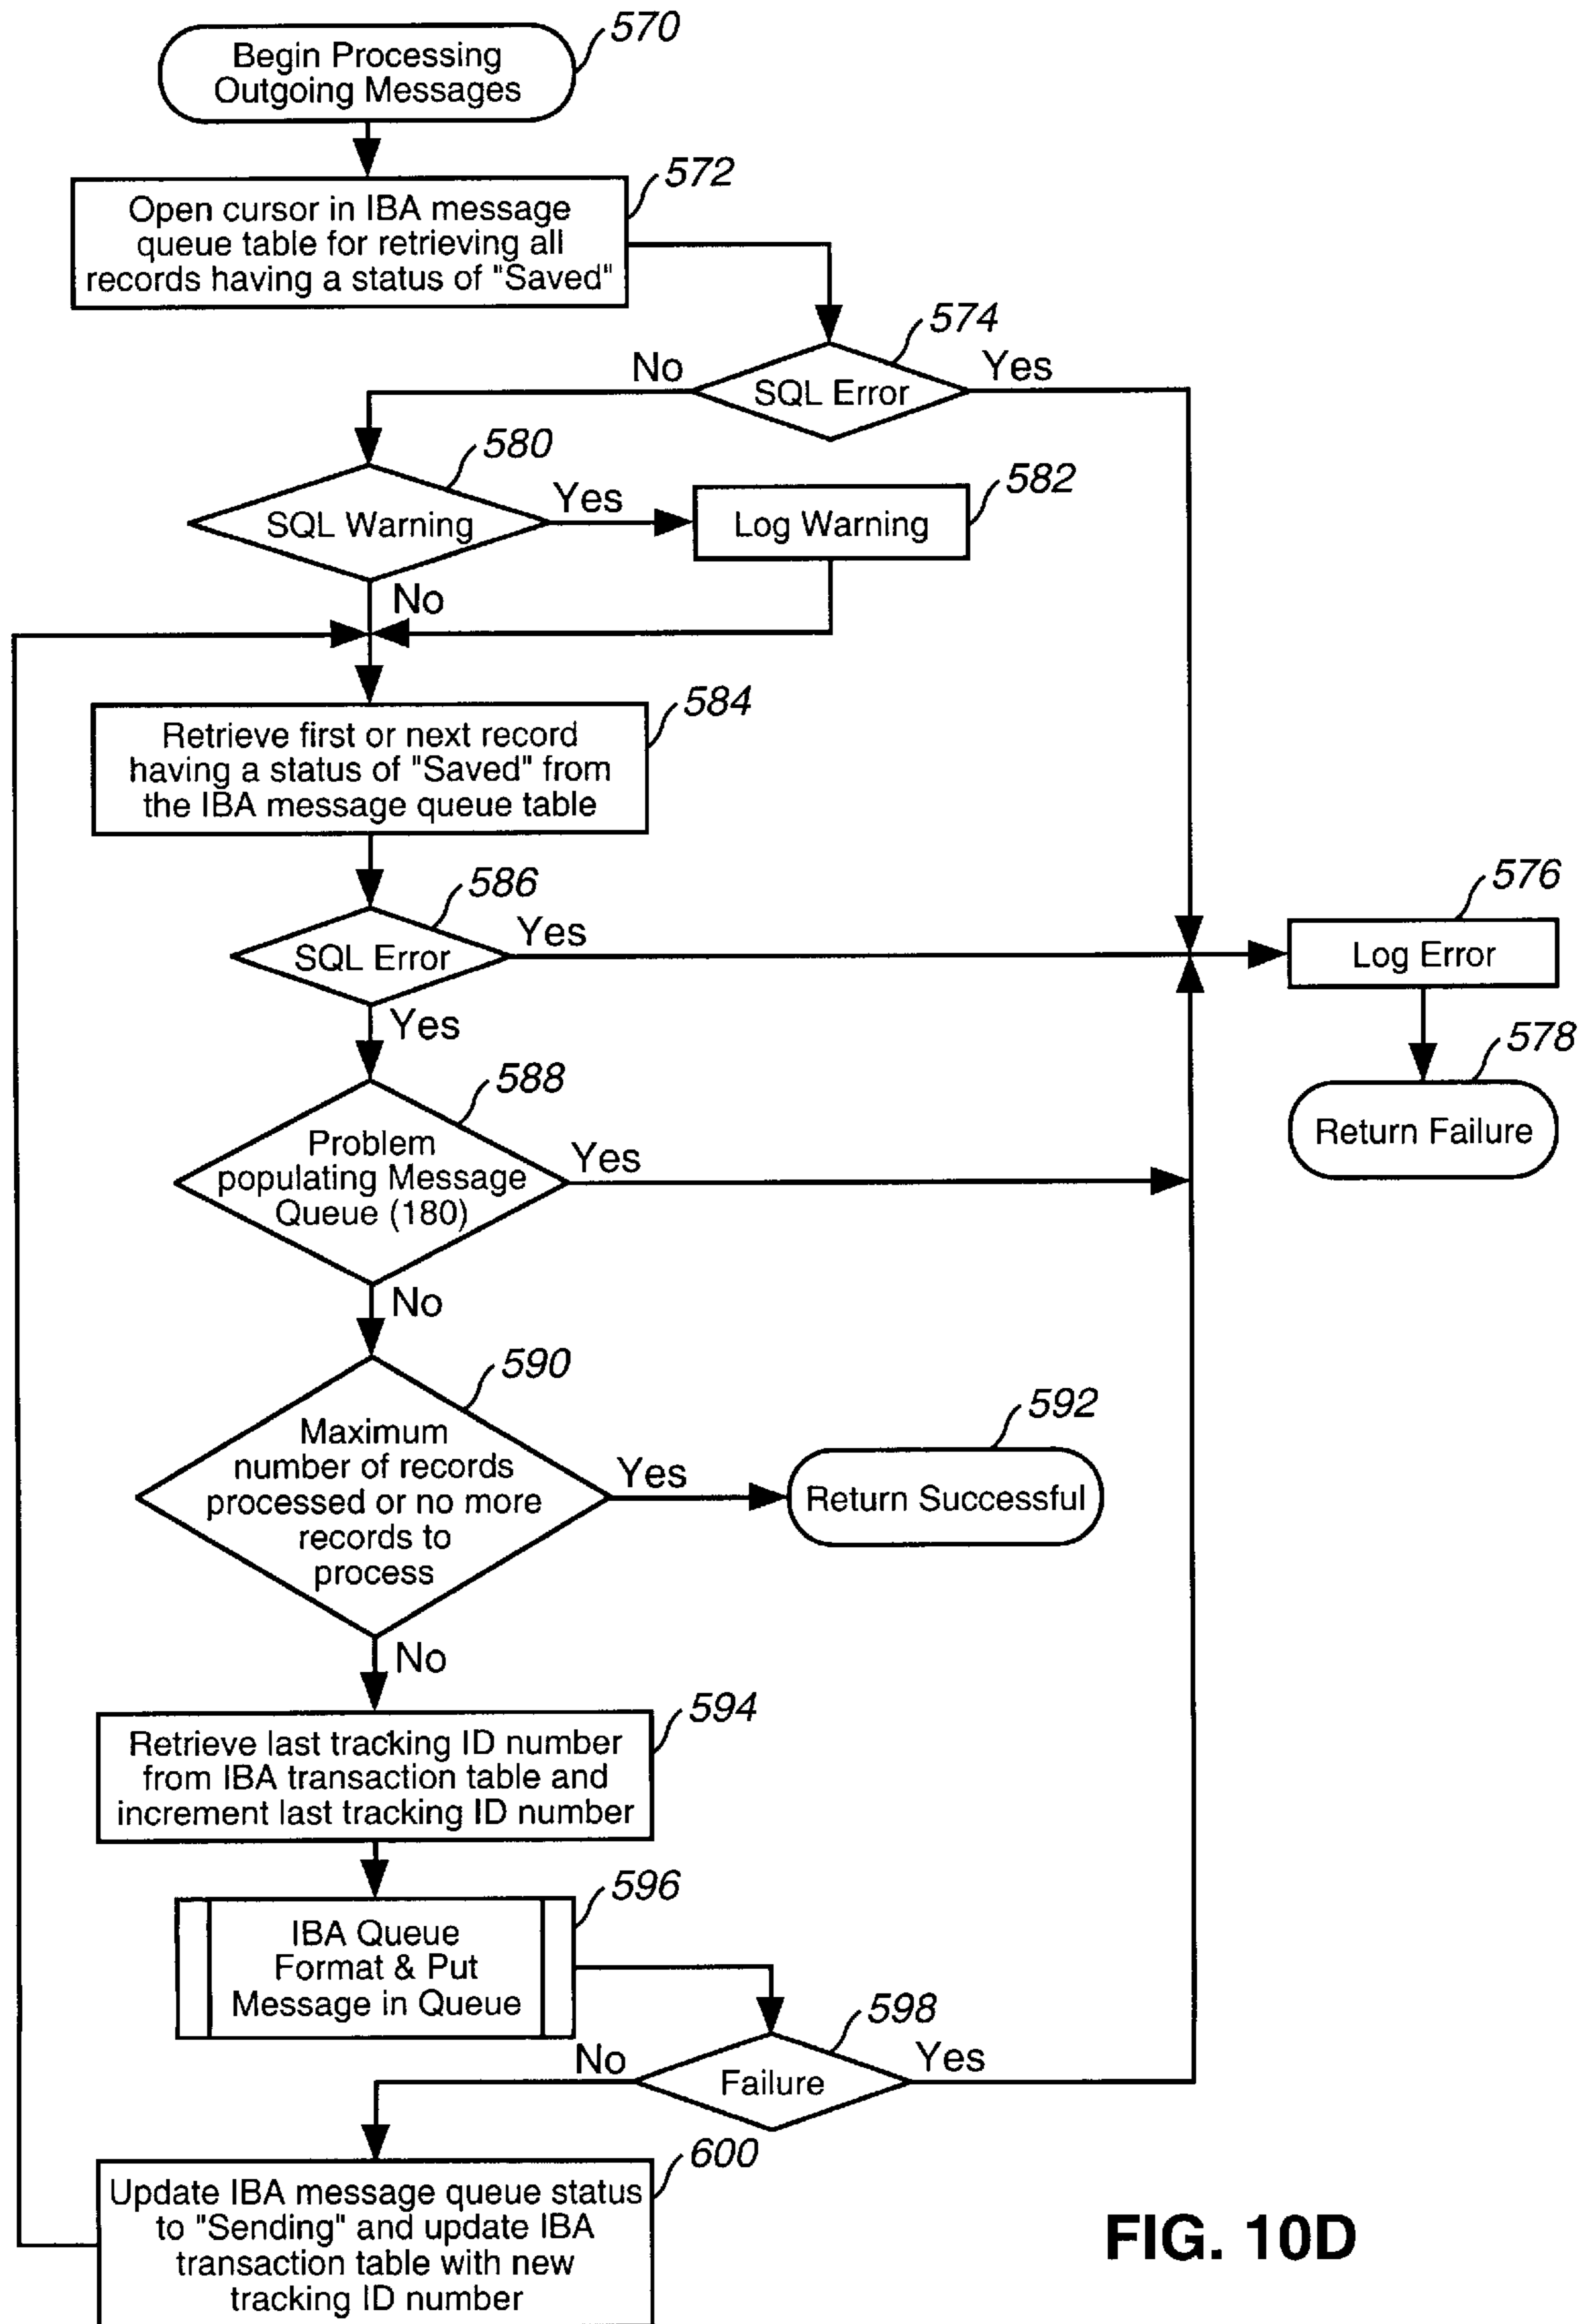 570
Begin Processing
Outgoing Messages
572
Open cursor in IBA message
queue table for retrieving all
records having a status of "Saved"
574
No
SQL Error
Yes
580
SQL Warning
Yes
582
Log Warning
No
584
Retrieve first or next record
having a status of "Saved" from
the IBA message queue table
586
SQL Error
Yes
576
Log Error
Yes
578
Return Failure
588
Problem
populating Message
Queue (180)
Yes
No
590
Maximum
number of records
processed or no more
records to
process
Yes
592
Return Successful
No
594
Retrieve last tracking ID number
from IBA transaction table and
increment last tracking ID number
596
IBA Queue
Format & Put
Message in Queue
598
No
Failure
Yes
600
Update IBA message queue status
to "Sending" and update IBA
transaction table with new
tracking ID number
FIG. 10D